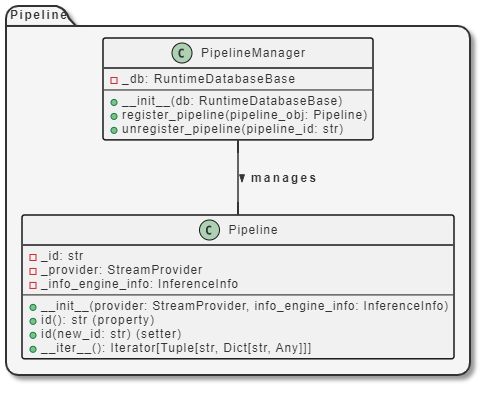 Pipeline
C PipelineManager
_db: RuntimeDatabaseBase
__init__(db: RuntimeDatabaseBase)
register_pipeline(pipeline_obj: Pipeline)
unregister_pipeline(pipeline_id: str)
manages
C Pipeline
_id: str
_provider: StreamProvider
_info_engine_info: InferenceInfo
__init__(provider: StreamProvider, info_engine_info: InferenceInfo)
id(): str (property)
id(new_id: str) (setter)
__iter__(): Iterator[Tuple[str, Dict[str, Any]]]